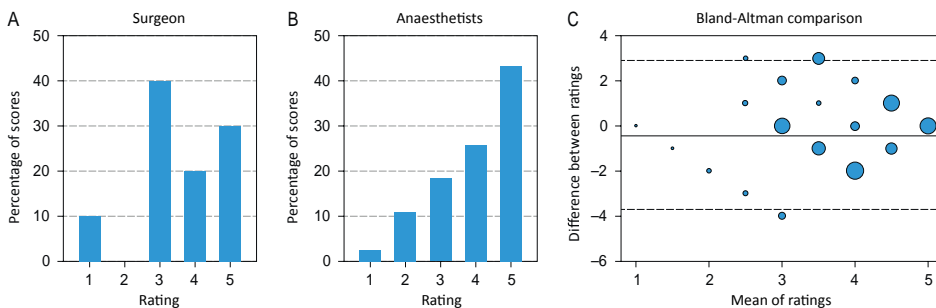 A
Surgeon
Percentage of scores
50
40
30
20
10
0
1 2 3 4 5
Rating
B
Anaesthetists
Percentage of scores
50
40
30
20
10
0
1 2 3 4 5
Rating
C
Bland-Altman comparison
Difference between ratings
4
2
0
−2
−4
−6
1 2 3 4 5
Mean of ratings